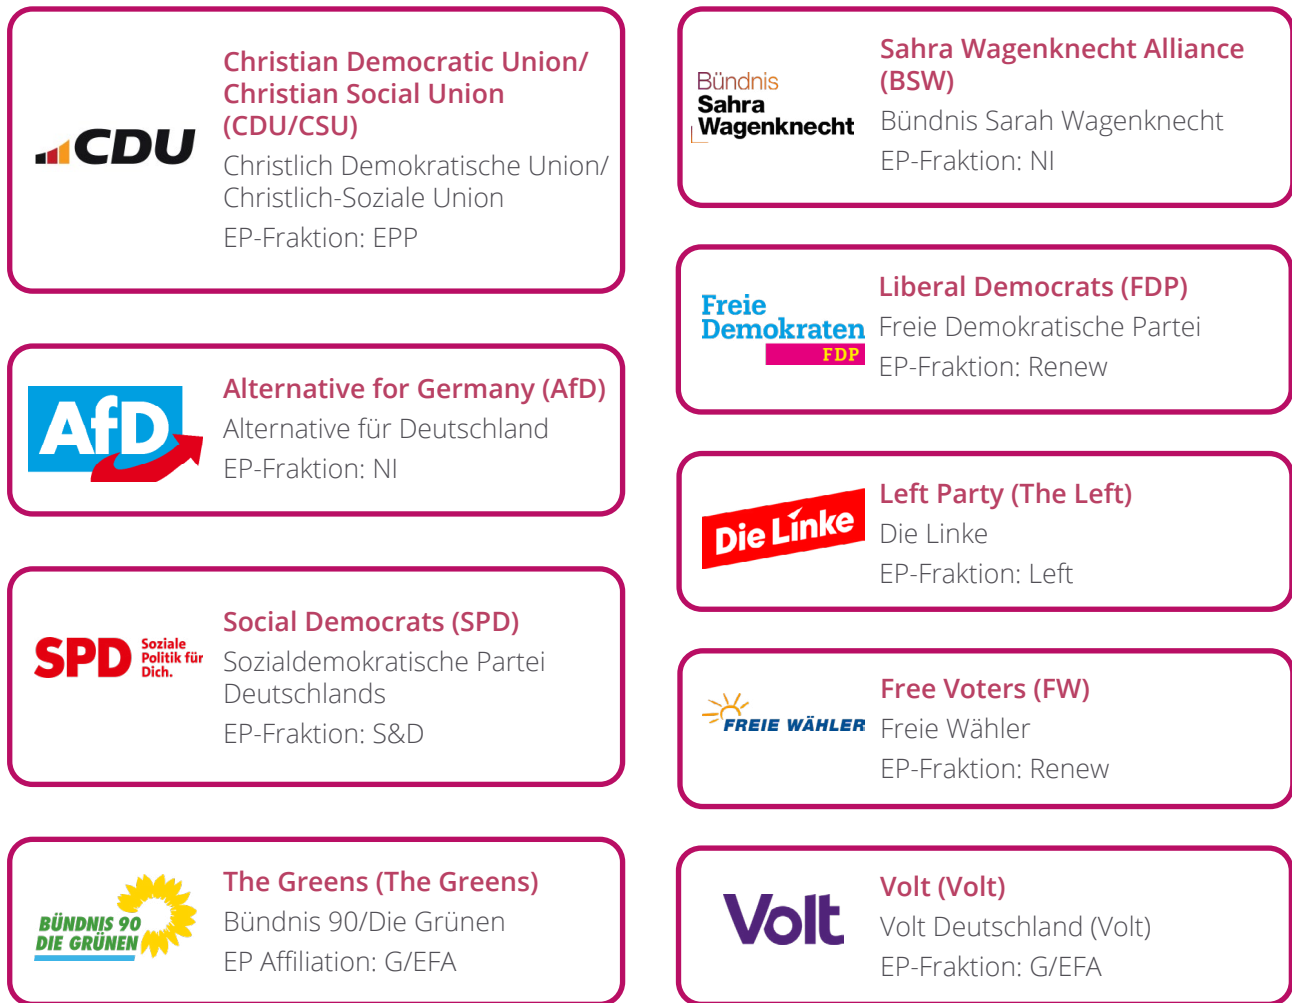 CDU
Christian Democratic Union/
Christian Social Union
(CDU/CSU)
Christlich Demokratische Union/
Christlich-Soziale Union
EP-Fraktion: EPP
AfD
Alternative for Germany (AfD)
Alternative für Deutschland
EP-Fraktion: NI
SPD
Soziale
Politik für
Dich.
Social Democrats (SPD)
Sozialdemokratische Partei
Deutschlands
EP-Fraktion: S&D
BÜNDNIS 90
DIE GRÜNEN
The Greens (The Greens)
Bündnis 90/Die Grünen
EP Affiliation: G/EFA
Bündnis
Sahra
Wagenknecht
Sahra Wagenknecht Alliance
(BSW)
Bündnis Sarah Wagenknecht
EP-Fraktion: NI
Freie
Demokraten
FDP
Liberal Democrats (FDP)
Freie Demokratische Partei
EP-Fraktion: Renew
Die Linke
Left Party (The Left)
Die Linke
EP-Fraktion: Left
FREIE WÄHLER
Free Voters (FW)
Freie Wähler
EP-Fraktion: Renew
Volt
Volt (Volt)
Volt Deutschland (Volt)
EP-Fraktion: G/EFA